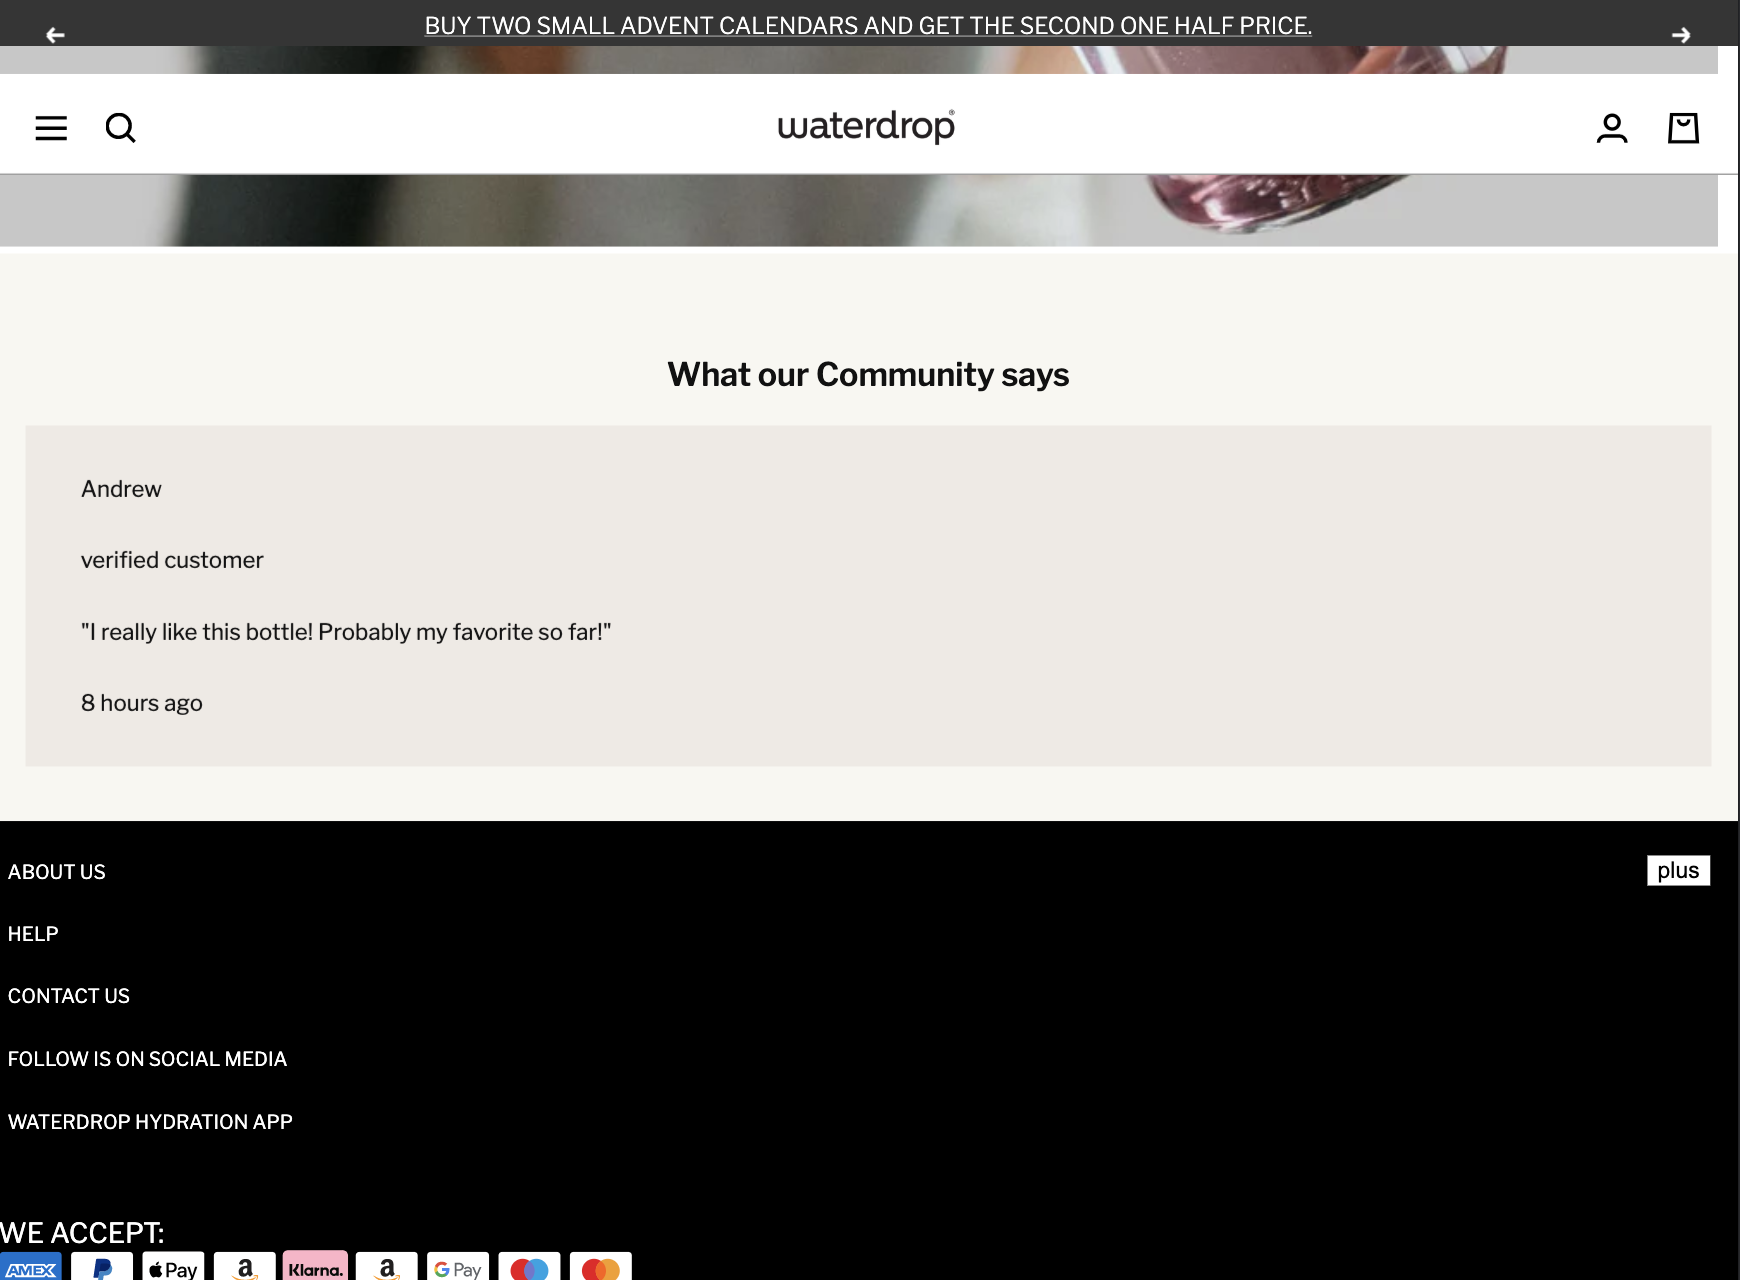 BUY TWO SMALL ADVENT CALENDARS AND GET THE SECOND ONE HALF PRICE.
waterdrop®
What our Community says
Andrew
verified customer
"I really like this bottle! Probably my favorite so far!"
8 hours ago
ABOUT US
plus
HELP
CONTACT US
FOLLOW IS ON SOCIAL MEDIA
WATERDROP HYDRATION APP
WE ACCEPT:
AMEX P Pay a Klarna. a G Pay